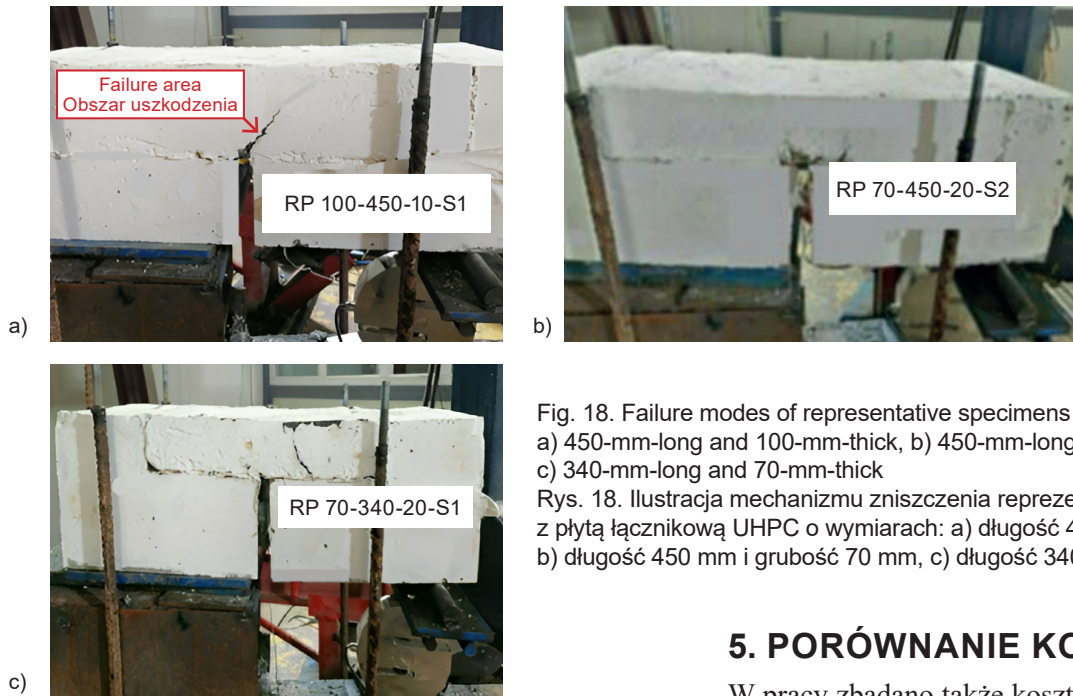 Failure area
Obszar uszkodzenia
RP 100-450-10-S1
a)
RP 70-450-20-S2
b)
RP 70-340-20-S1
c)
Fig. 18. Failure modes of representative specimens
a) 450-mm-long and 100-mm-thick, b) 450-mm-long
c) 340-mm-long and 70-mm-thick
Rys. 18. Ilustracja mechanizmu zniszczenia repreze
z płytą łącznikową UHPC o wymiarach: a) długość 4
b) długość 450 mm i grubość 70 mm, c) długość 340
5. PORÓWNANIE KO
W pracy zbadano także koszt